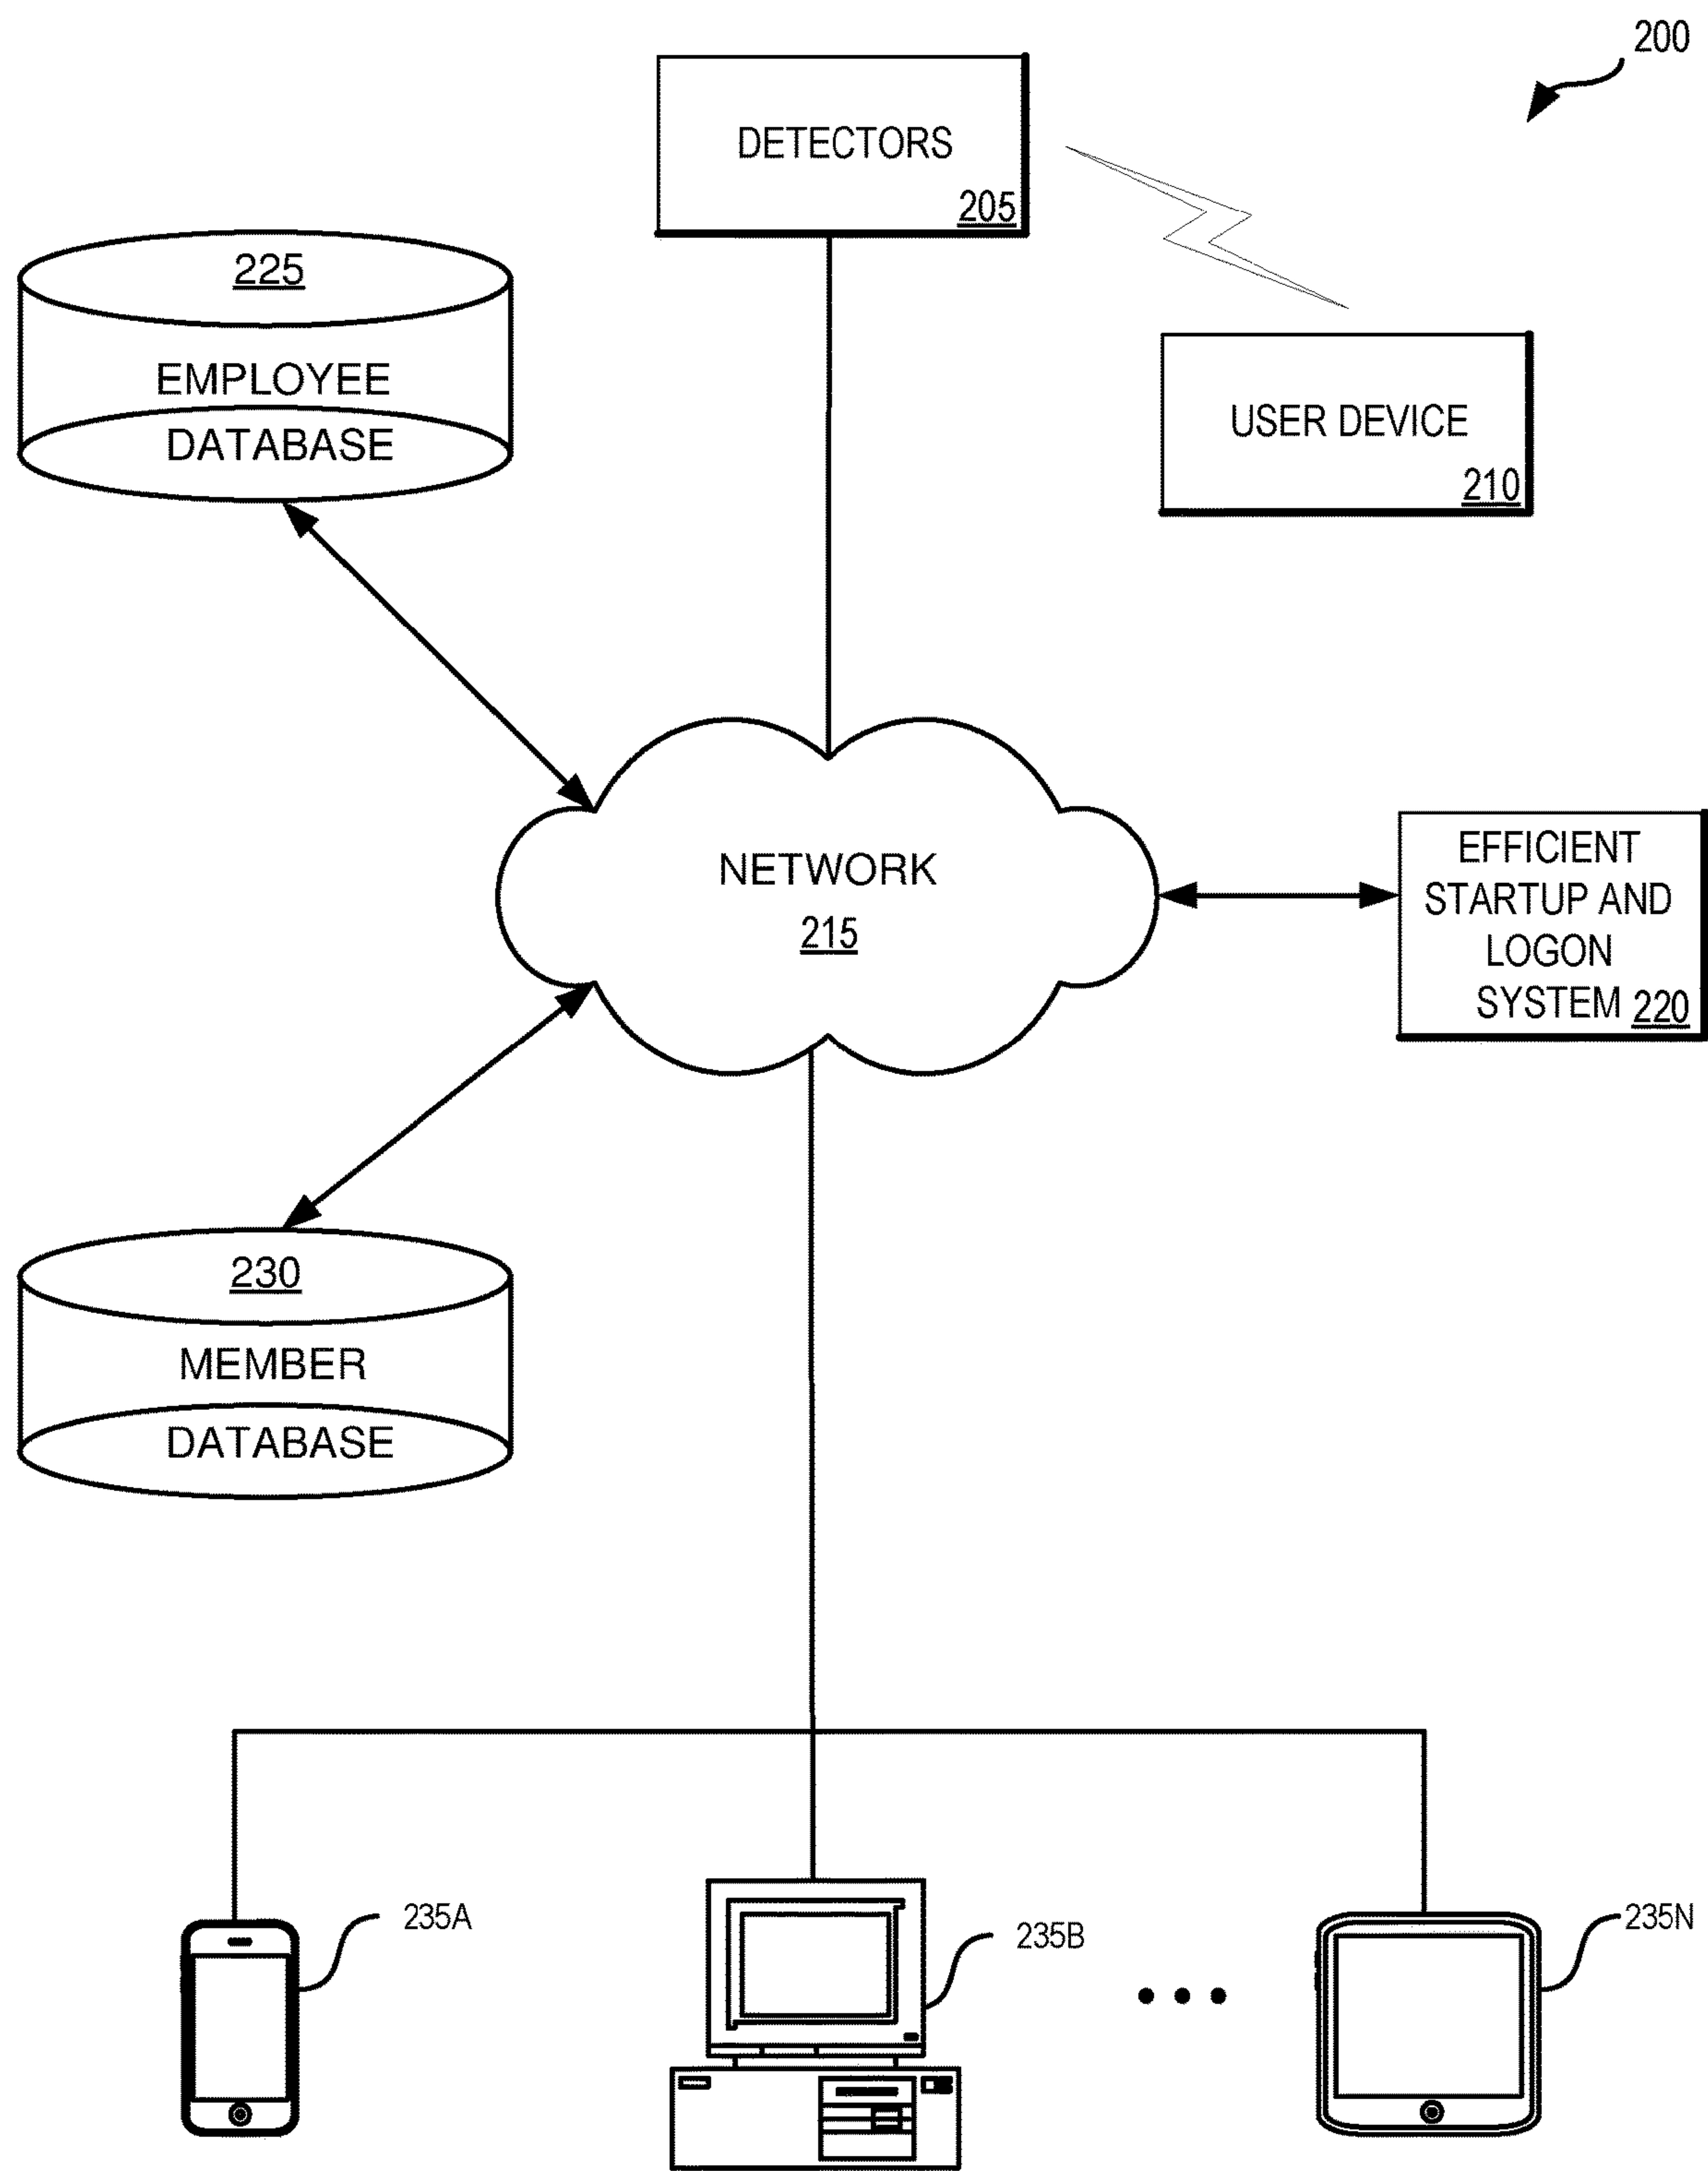 200
DETECTORS
205
225
EMPLOYEE
DATABASE
USER DEVICE
210
NETWORK
215
EFFICIENT
STARTUP AND
LOGON
SYSTEM 220
230
MEMBER
DATABASE
235A
235B
235N